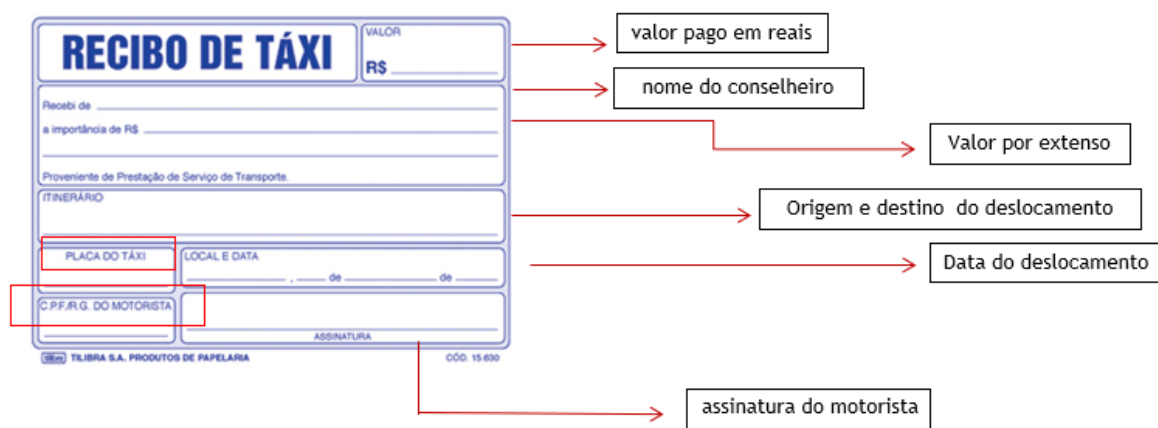 RECIBO DE TÁXI
VALOR
R$
valor pago em reais
nome do conselheiro
Recebi de
a importância de R$
Valor por extenso
Proveniente de Prestação de Serviço de Transporte.
ITINERÁRIO
Origem e destino do deslocamento
PLACA DO TÁXI
LOCAL E DATA
, de de
Data do deslocamento
C.P.F./R.G. DO MOTORISTA
ASSINATURA
tilibra TILIBRA S.A. PRODUTOS DE PAPELARIA
CÓD. 15.630
assinatura do motorista